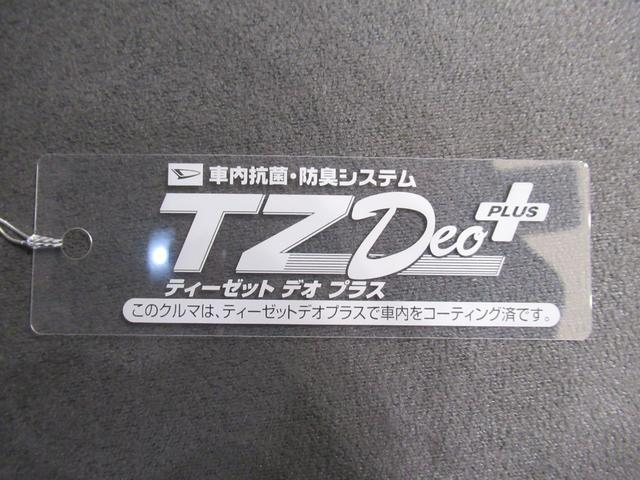 車内抗菌・防臭システム
TZ Deo PLUS
ティーゼット デオ プラス
このクルマは、ティーゼットデオプラスで車内をコーティング済です。